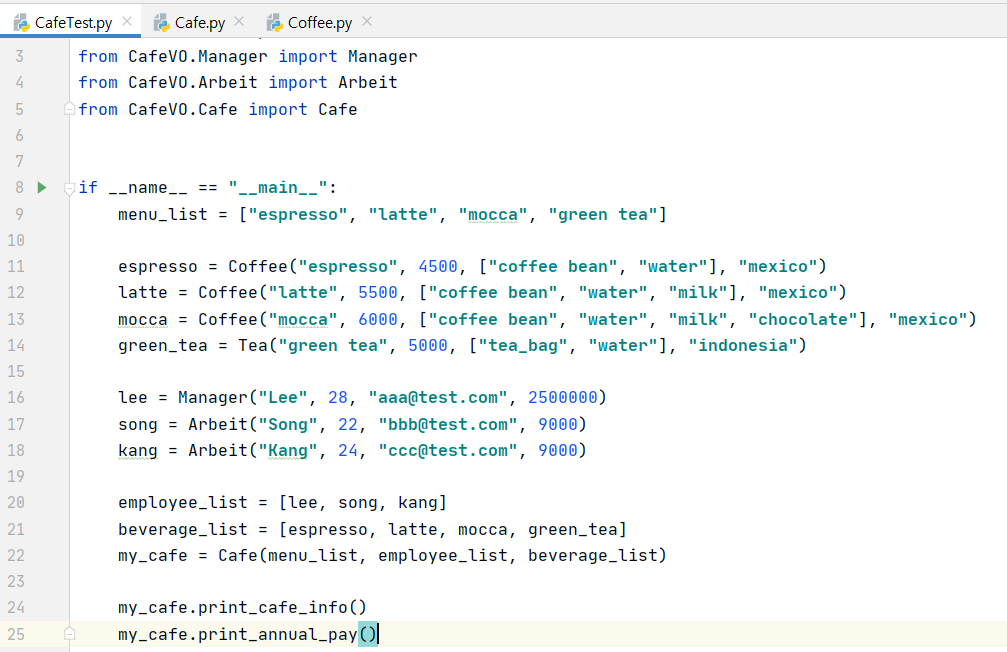 CafeTest.py Cafe.py Coffee.py
3 from CafeVO.Manager import Manager
4 from CafeVO.Arbeit import Arbeit
5 from CafeVO.Cafe import Cafe
6
7
8 if __name__ == "__main__":
9 menu_list = ["espresso", "latte", "mocca", "green tea"]
10
11 espresso = Coffee("espresso", 4500, ["coffee bean", "water"], "mexico")
12 latte = Coffee("latte", 5500, ["coffee bean", "water", "milk"], "mexico")
13 mocca = Coffee("mocca", 6000, ["coffee bean", "water", "milk", "chocolate"], "mexico")
14 green_tea = Tea("green tea", 5000, ["tea_bag", "water"], "indonesia")
15
16 lee = Manager("Lee", 28, "aaa@test.com", 2500000)
17 song = Arbeit("Song", 22, "bbb@test.com", 9000)
18 kang = Arbeit("Kang", 24, "ccc@test.com", 9000)
19
20 employee_list = [lee, song, kang]
21 beverage_list = [espresso, latte, mocca, green_tea]
22 my_cafe = Cafe(menu_list, employee_list, beverage_list)
23
24 my_cafe.print_cafe_info()
25 my_cafe.print_annual_pay()